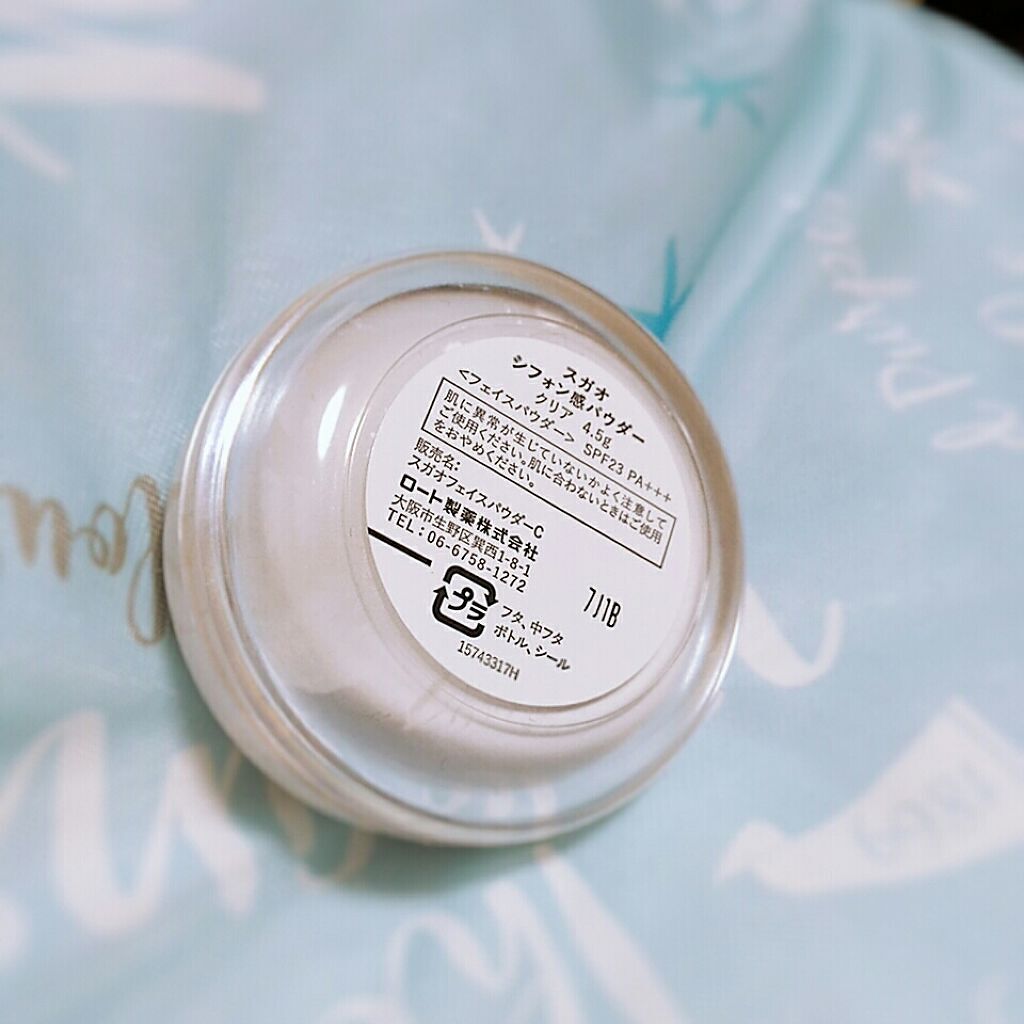 スガオ
シフォン感パウダー
クリア 4.5g
<フェイスパウダー> SPF23 PA+++
肌に異常が生じていないかよく注意して
ご使用ください。肌に合わないときはご使用
をおやめください。
販売名:
スガオフェイスパウダーC
ロート製薬株式会社
大阪市生野区巽西1-8-1
TEL:06-6758-1272
7J1B
プラ
フタ、中フタ
ボトル、シール
15743317H